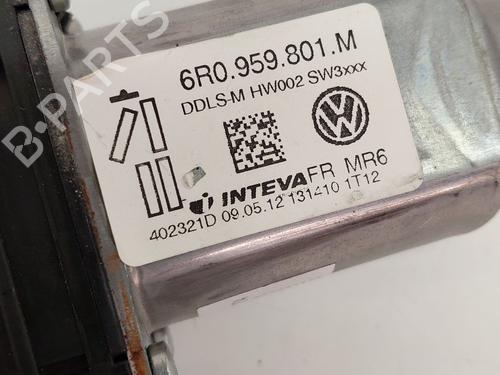 6R0.959.801.M
DDLS-M HW002 SW3xxx
INTEVA FR MR6
402321D 09.05.12 131410 1T12
B-PARTS